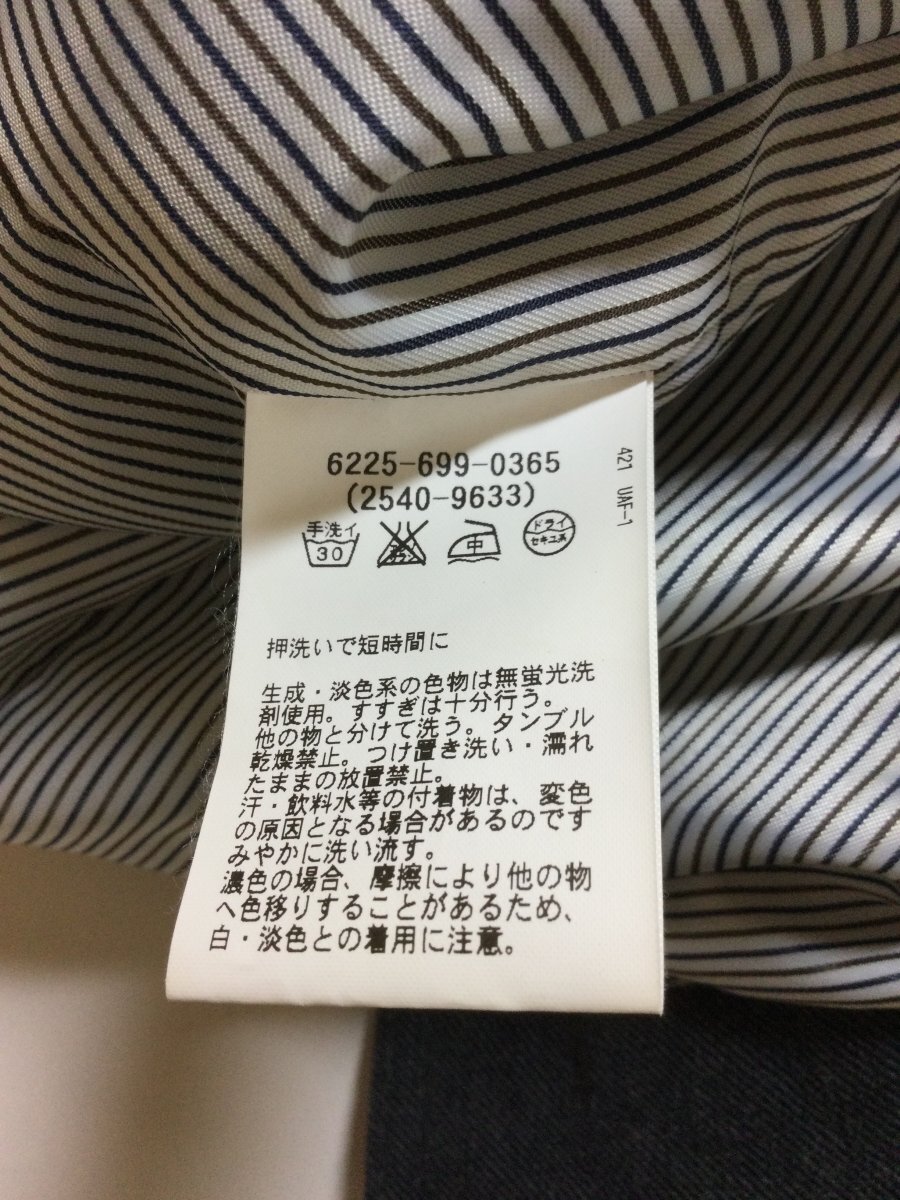 6225-699-0365
(2540-9633)
421 UAF-1
手洗イ
30
中
ドライ
セキユ系
押洗いで短時間に
生成・淡色系の色物は無蛍光洗
剤使用。すすぎは十分行う。
他の物と分けて洗う。タンブル
乾燥禁止。つけ置き洗い・濡れ
たままの放置禁止。
汗・飲料水等の付着物は、変色
の原因となる場合があるのです
みやかに洗い流す。
濃色の場合、摩擦により他の物
へ色移りすることがあるため、
白・淡色との着用に注意。